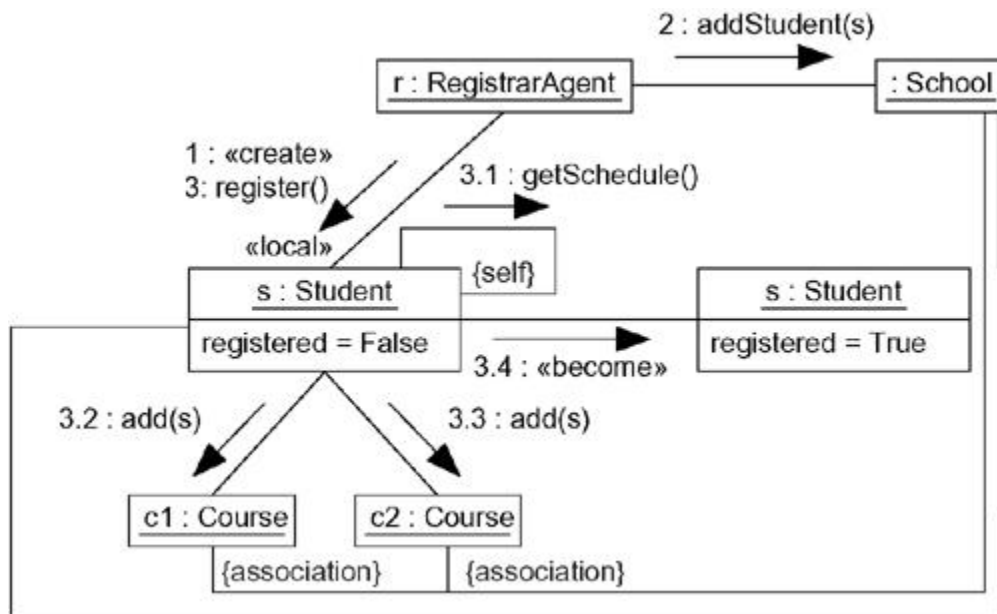 2 : addStudent(s)
r : RegistrarAgent
: School
1 : «create»
3: register()
3.1 : getSchedule()
«local»
{self}
s : Student
registered = False
s : Student
registered = True
3.4 : «become»
3.2 : add(s)
3.3 : add(s)
c1 : Course
c2 : Course
{association}
{association}